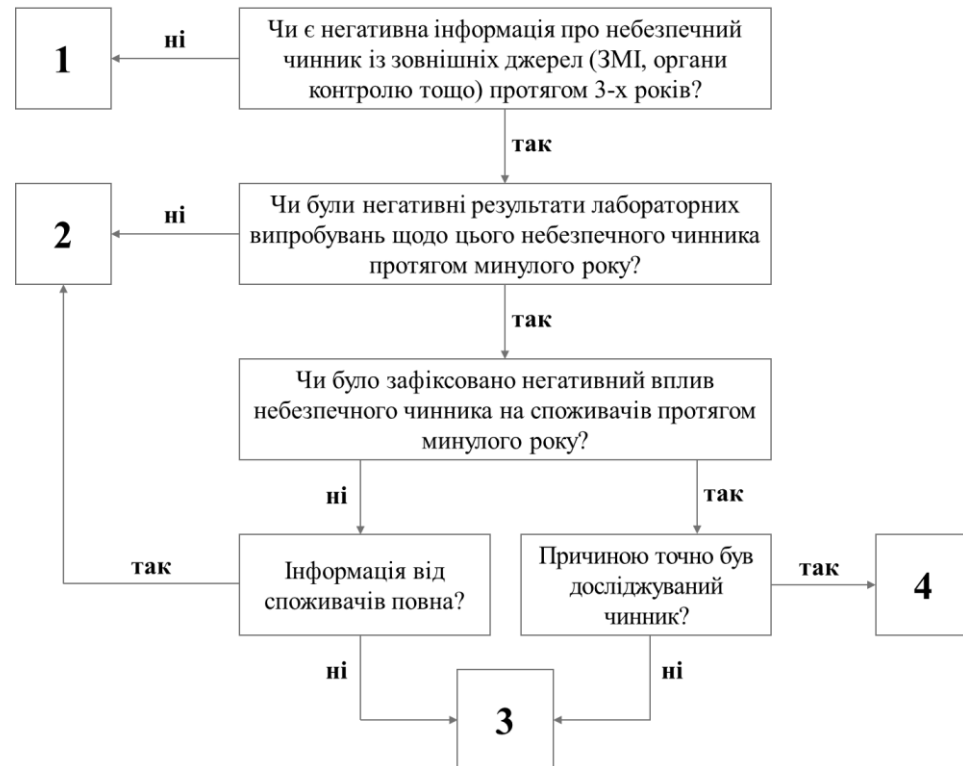 1
ні
Чи є негативна інформація про небезпечний
чинник із зовнішніх джерел (ЗМІ, органи
контролю тощо) протягом 3-х років?
так
2
ні
Чи були негативні результати лабораторних
випробувань щодо цього небезпечного чинника
протягом минулого року?
так
Чи було зафіксовано негативний вплив
небезпечного чинника на споживачів протягом
минулого року?
ні
так
так
Інформація від
споживачів повна?
Причиною точно був
досліджуваний
чинник?
так
4
ні
3
ні